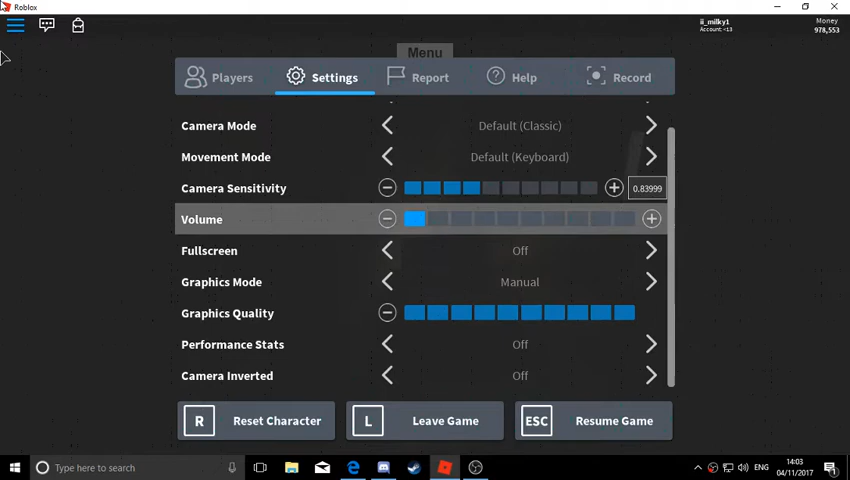 Roblox
ii_milky1
Account: <13
Money
978,553
Menu
Players
Settings
Report
Help
Record
Camera Mode
Default (Classic)
Movement Mode
Default (Keyboard)
Camera Sensitivity
0.83999
Volume
Fullscreen
Off
Graphics Mode
Manual
Graphics Quality
Performance Stats
Off
Camera Inverted
Off
R Reset Character
L Leave Game
ESC Resume Game
Type here to search
ENG
14:03
04/11/2017